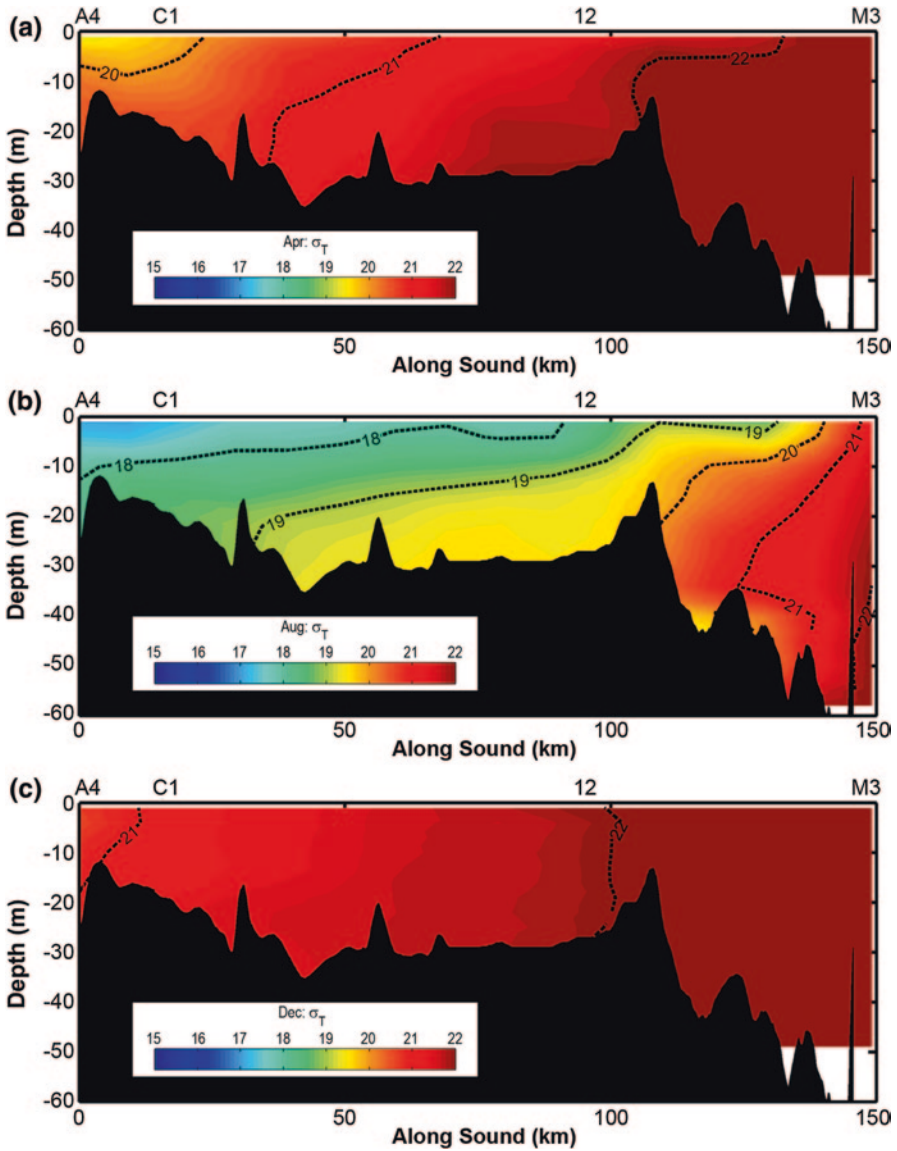 (a)
A4 C1 12 M3
0
-10
-20
-30
-40
-50
-60
Depth (m)
20
21
22
Apr: σT
15 16 17 18 19 20 21 22
0 50 100 150
Along Sound (km)
(b)
A4 C1 12 M3
0
-10
-20
-30
-40
-50
-60
Depth (m)
18
18
19
19
19
20
21
21
22
Aug: σT
15 16 17 18 19 20 21 22
0 50 100 150
Along Sound (km)
(c)
A4 C1 12 M3
0
-10
-20
-30
-40
-50
-60
Depth (m)
21
22
Dec: σT
15 16 17 18 19 20 21 22
0 50 100 150
Along Sound (km)